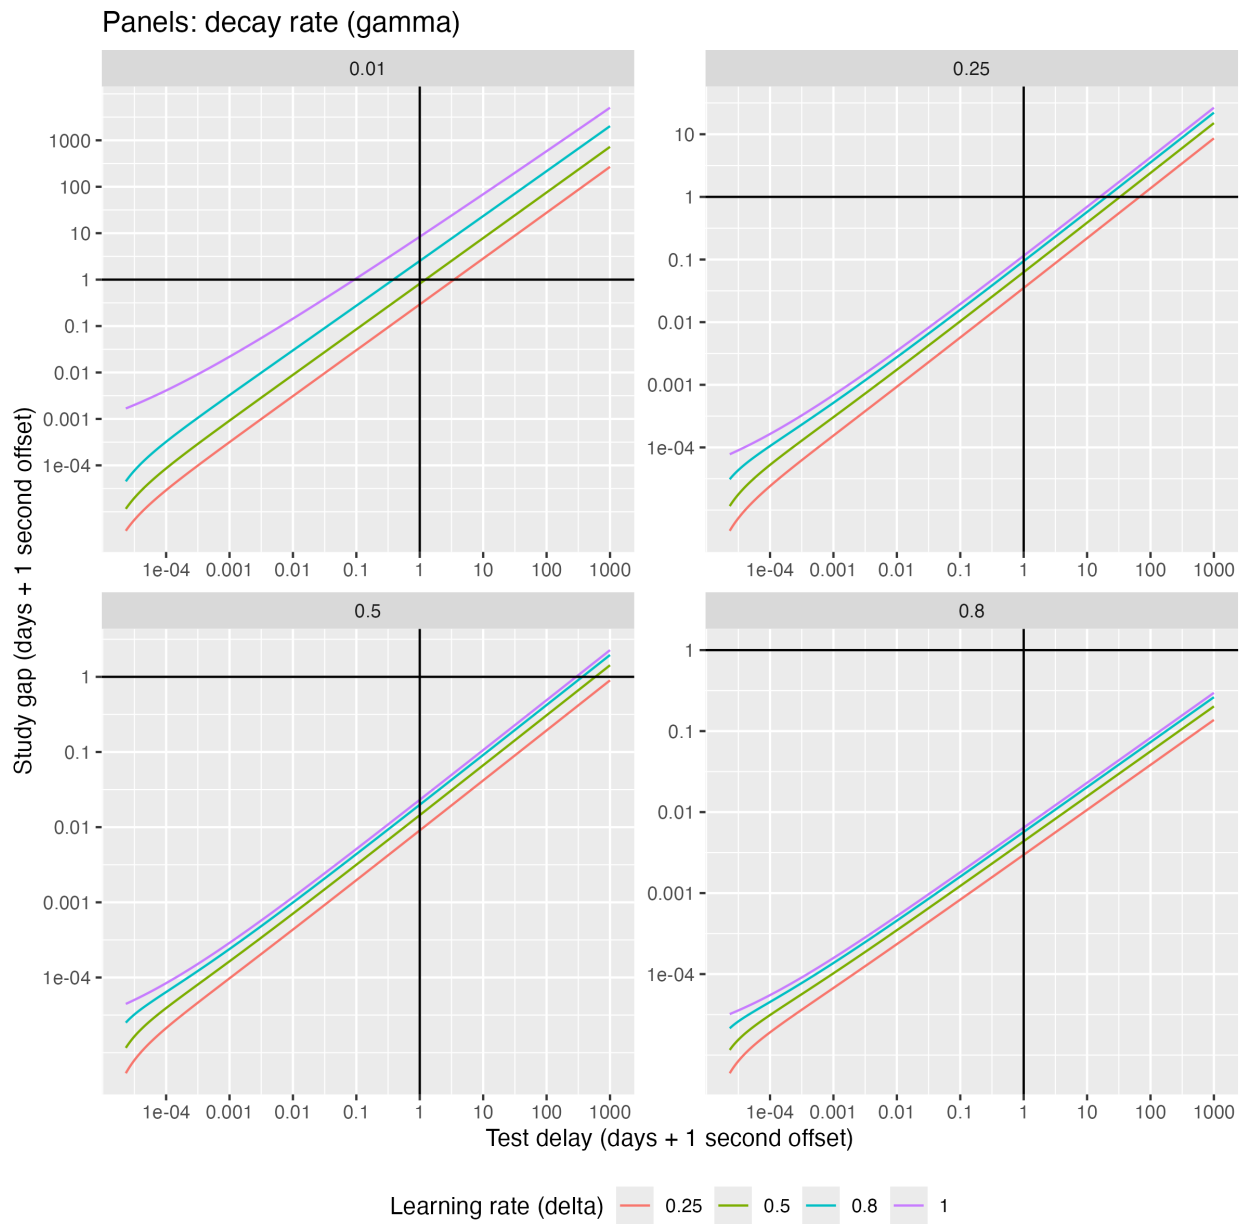 Panels: decay rate (gamma)
0.01
0.25
1000
100
10
1
0.1
0.01
0.001
1e-04
10
1
0.1
0.01
0.001
1e-04
1e-04 0.001 0.01 0.1 1 10 100 1000
1e-04 0.001 0.01 0.1 1 10 100 1000
0.5
0.8
1
0.1
0.01
0.001
1e-04
1
0.1
0.01
0.001
1e-04
1e-04 0.001 0.01 0.1 1 10 100 1000
1e-04 0.001 0.01 0.1 1 10 100 1000
Study gap (days + 1 second offset)
Test delay (days + 1 second offset)
Learning rate (delta) 0.25 0.5 0.8 1